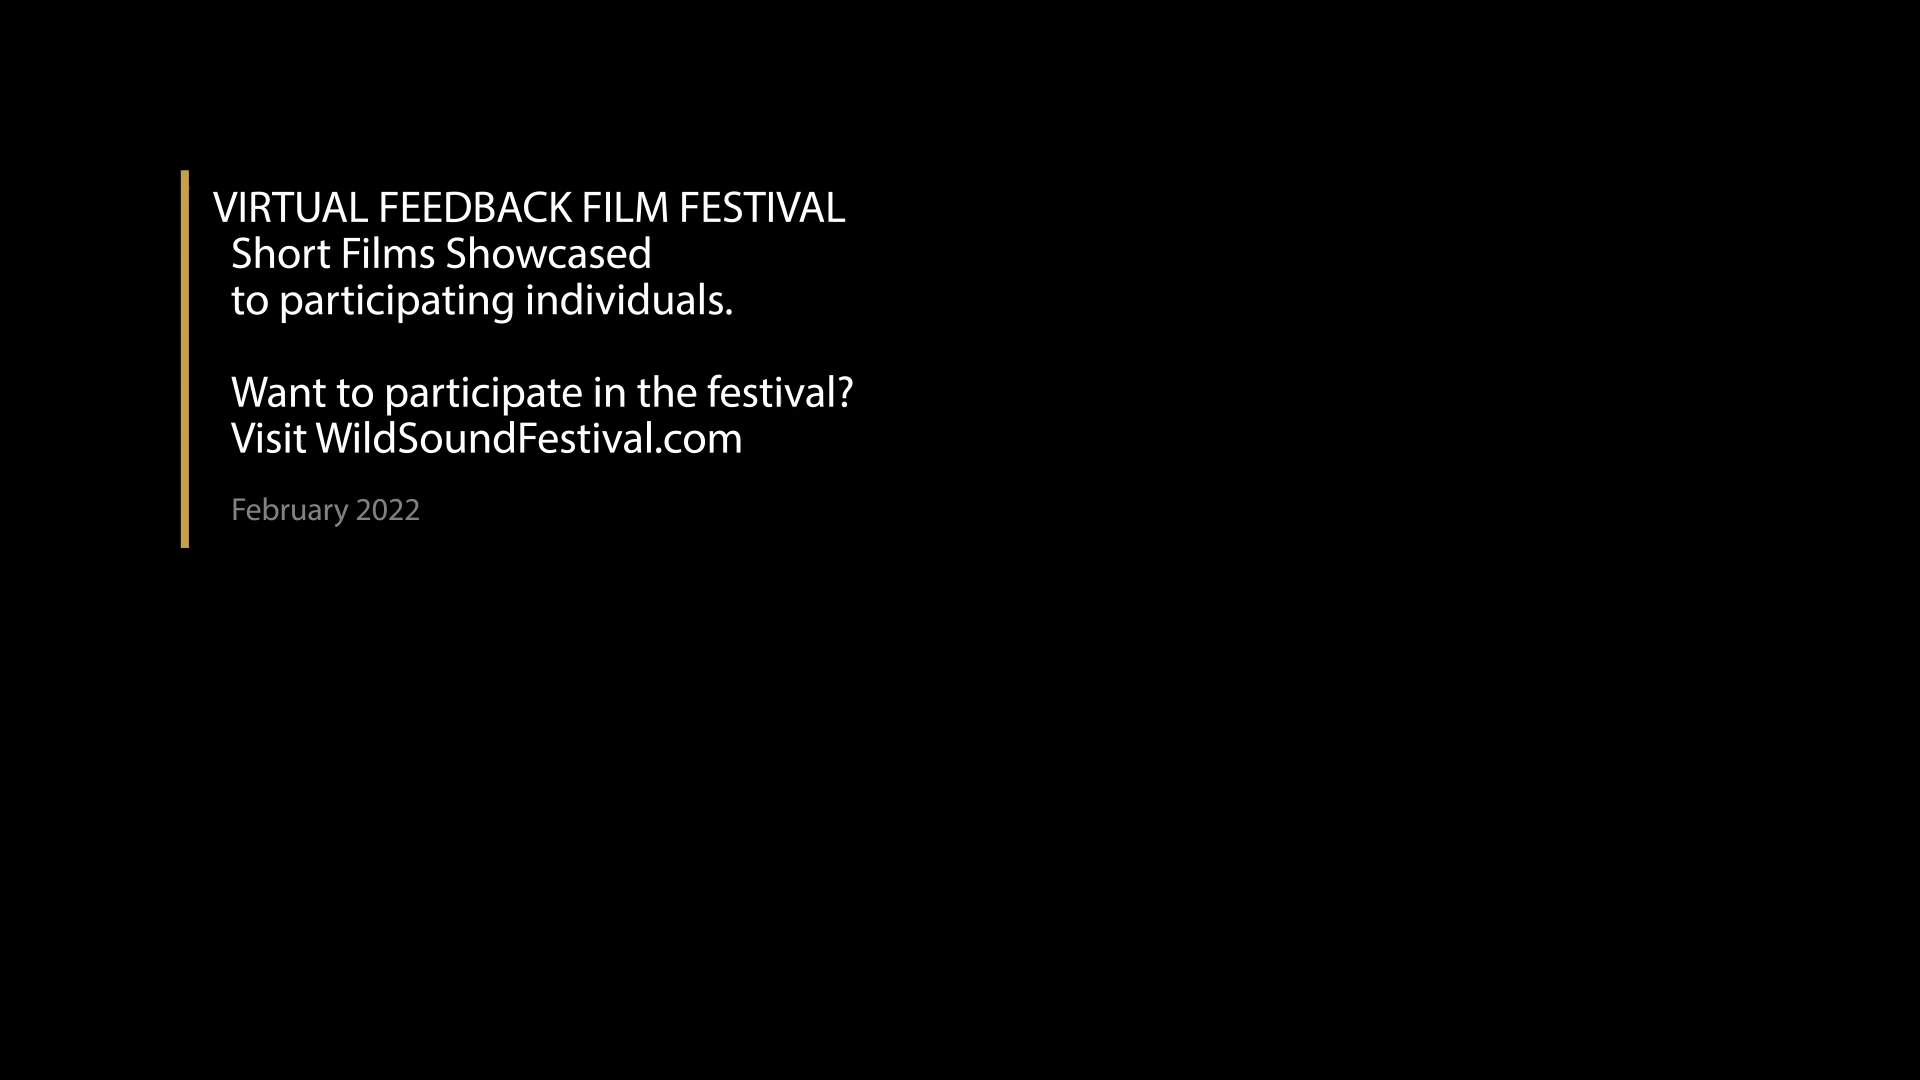 VIRTUAL FEEDBACK FILM FESTIVAL
Short Films Showcased
to participating individuals.
Want to participate in the festival?
Visit WildSoundFestival.com
February 2022